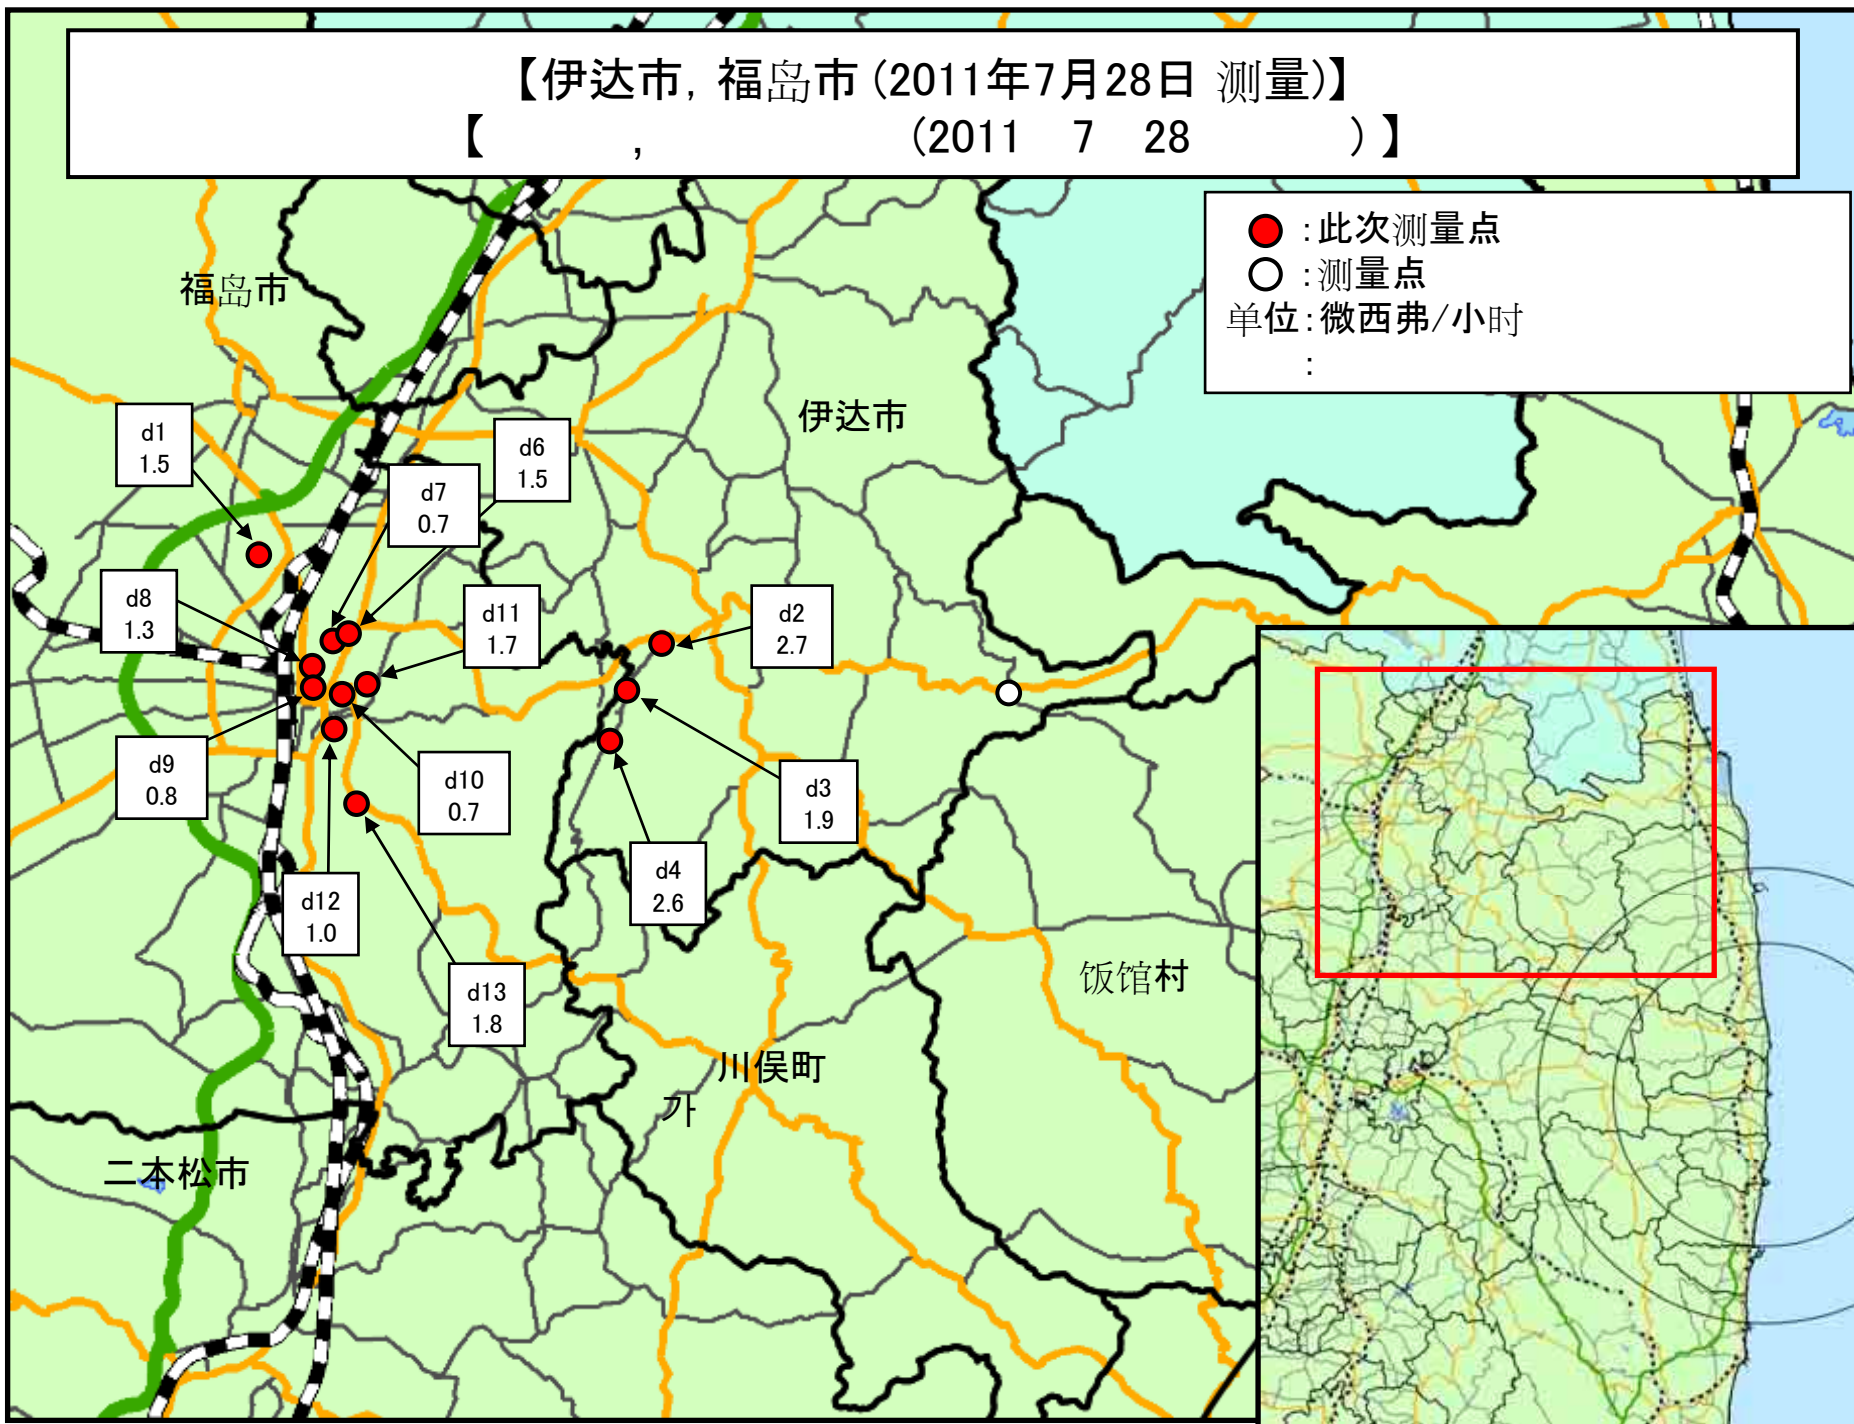 【伊达市, 福岛市 (2011年7月28日 测量)】
【 , (2011 7 28 )】
:此次测量点
:测量点
单位:微西弗/小时
:
福岛市
伊达市
d1
1.5
d6
1.5
d7
0.7
d8
1.3
d11
1.7
d2
2.7
d9
0.8
d10
0.7
d3
1.9
d4
2.6
d12
1.0
d13
1.8
饭馆村
川俣町
가
二本松市